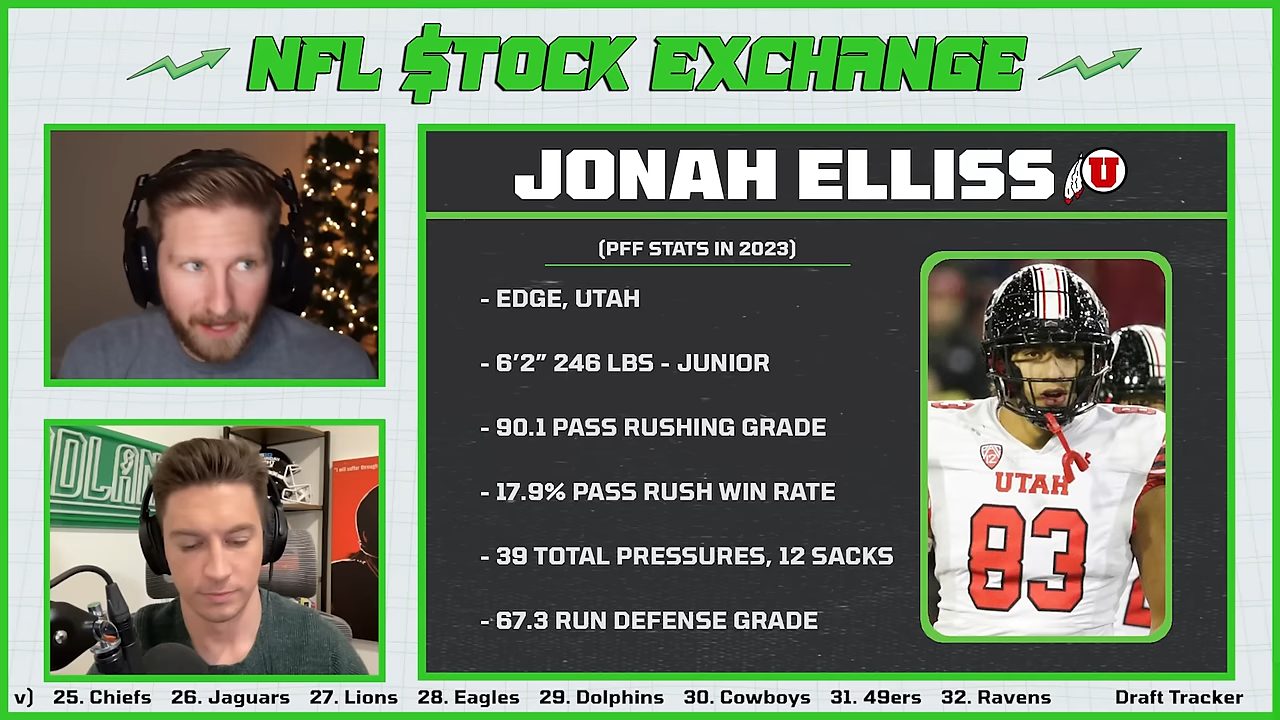 NFL $TOCK EXCHANGE
JONAH ELLISS
U
(PFF STATS IN 2023)
- EDGE, UTAH
- 6’2” 246 LBS - JUNIOR
- 90.1 PASS RUSHING GRADE
- 17.9% PASS RUSH WIN RATE
- 39 TOTAL PRESSURES, 12 SACKS
- 67.3 RUN DEFENSE GRADE
UTAH
83
"I will suffer through
v) 25. Chiefs 26. Jaguars 27. Lions 28. Eagles 29. Dolphins 30. Cowboys 31. 49ers 32. Ravens Draft Tracker